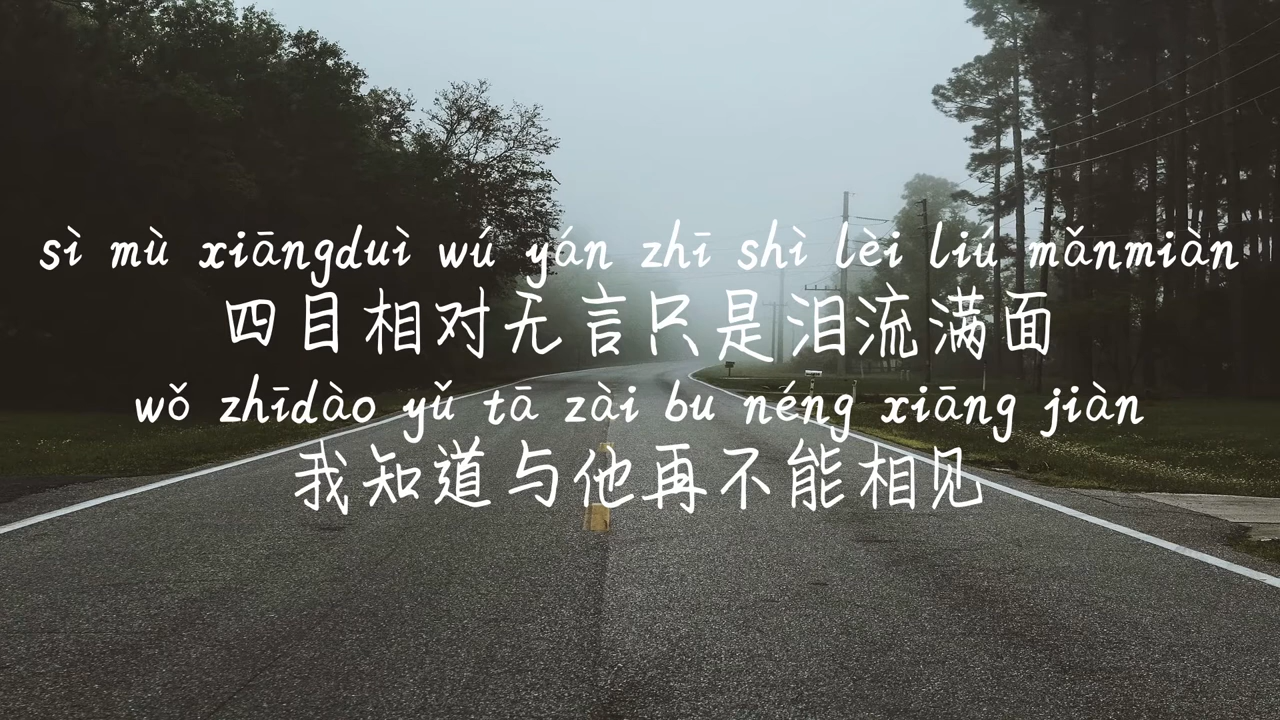 sì mù xiāngduì wú yán zhī shì lèi liú mǎnmiàn
四目相对无言只是泪流满面
wǒ zhīdào yǔ tā zài bu néng xiāng jiàn
我知道与他再不能相见